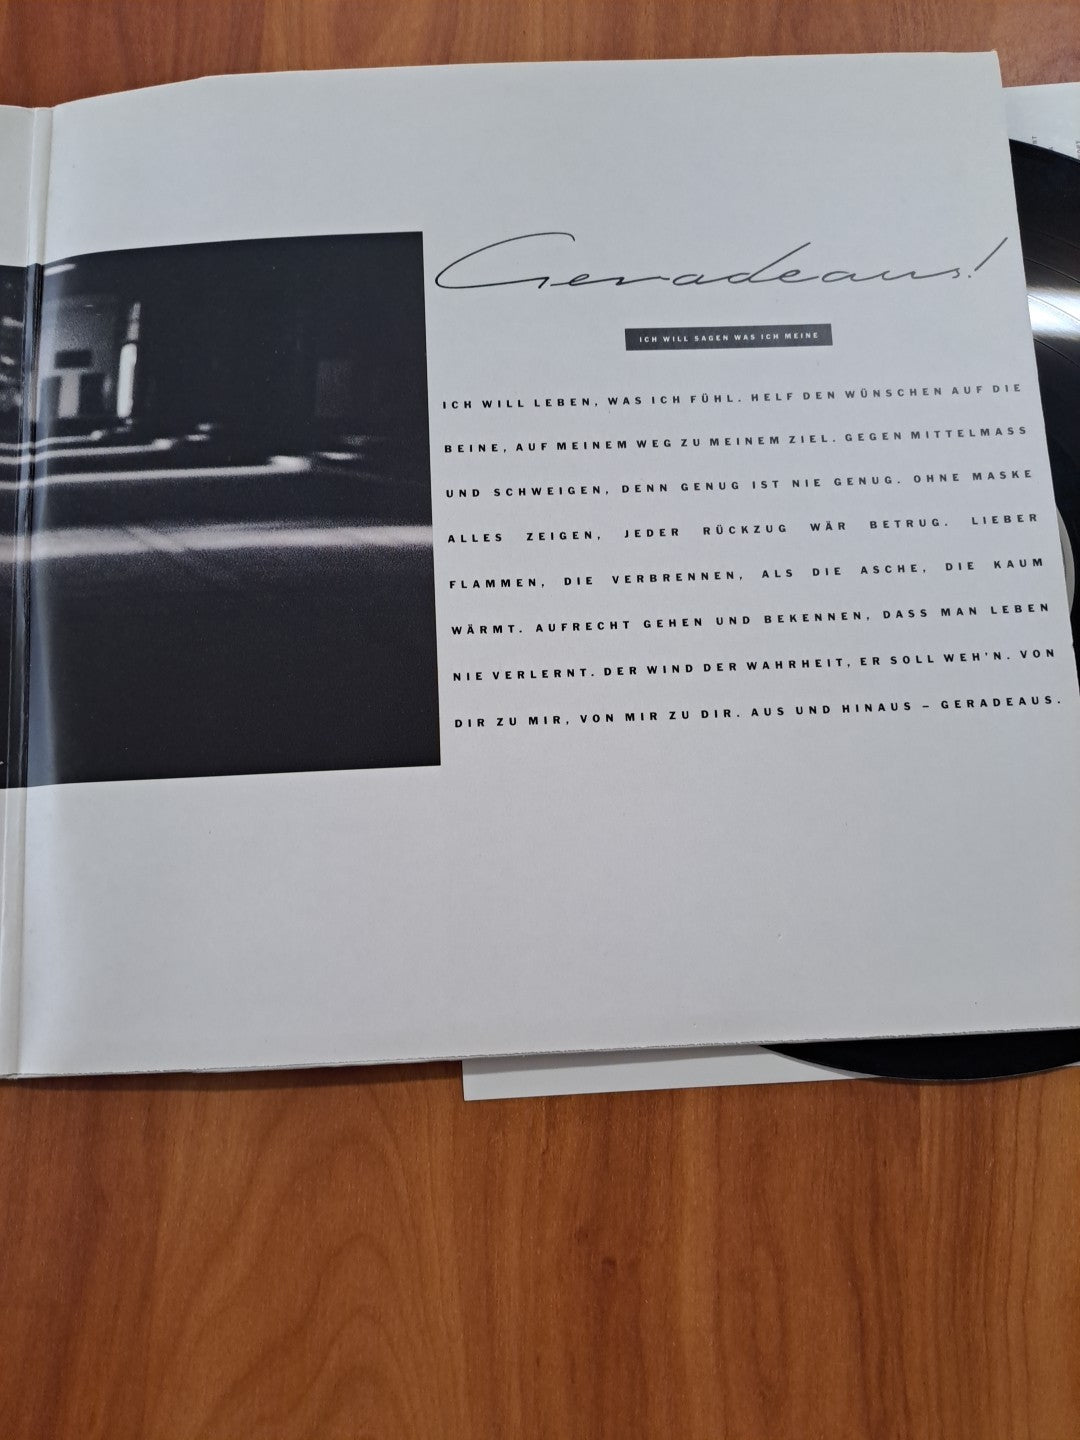 Geradeaus!
ICH WILL SAGEN WAS ICH MEINE
ICH WILL LEBEN, WAS ICH FÜHL. HELF DEN WÜNSCHEN AUF DIE
BEINE, AUF MEINEM WEG ZU MEINEM ZIEL. GEGEN MITTELMASS
UND SCHWEIGEN, DENN GENUG IST NIE GENUG. OHNE MASKE
ALLES ZEIGEN, JEDER RÜCKZUG WÄR BETRUG. LIEBER
FLAMMEN, DIE VERBRENNEN, ALS DIE ASCHE, DIE KAUM
WÄRMT. AUFRECHT GEHEN UND BEKENNEN, DASS MAN LEBEN
NIE VERLERNT. DER WIND DER WAHRHEIT, ER SOLL WEH'N. VON
DIR ZU MIR, VON MIR ZU DIR. AUS UND HINAUS – GERADEAUS.